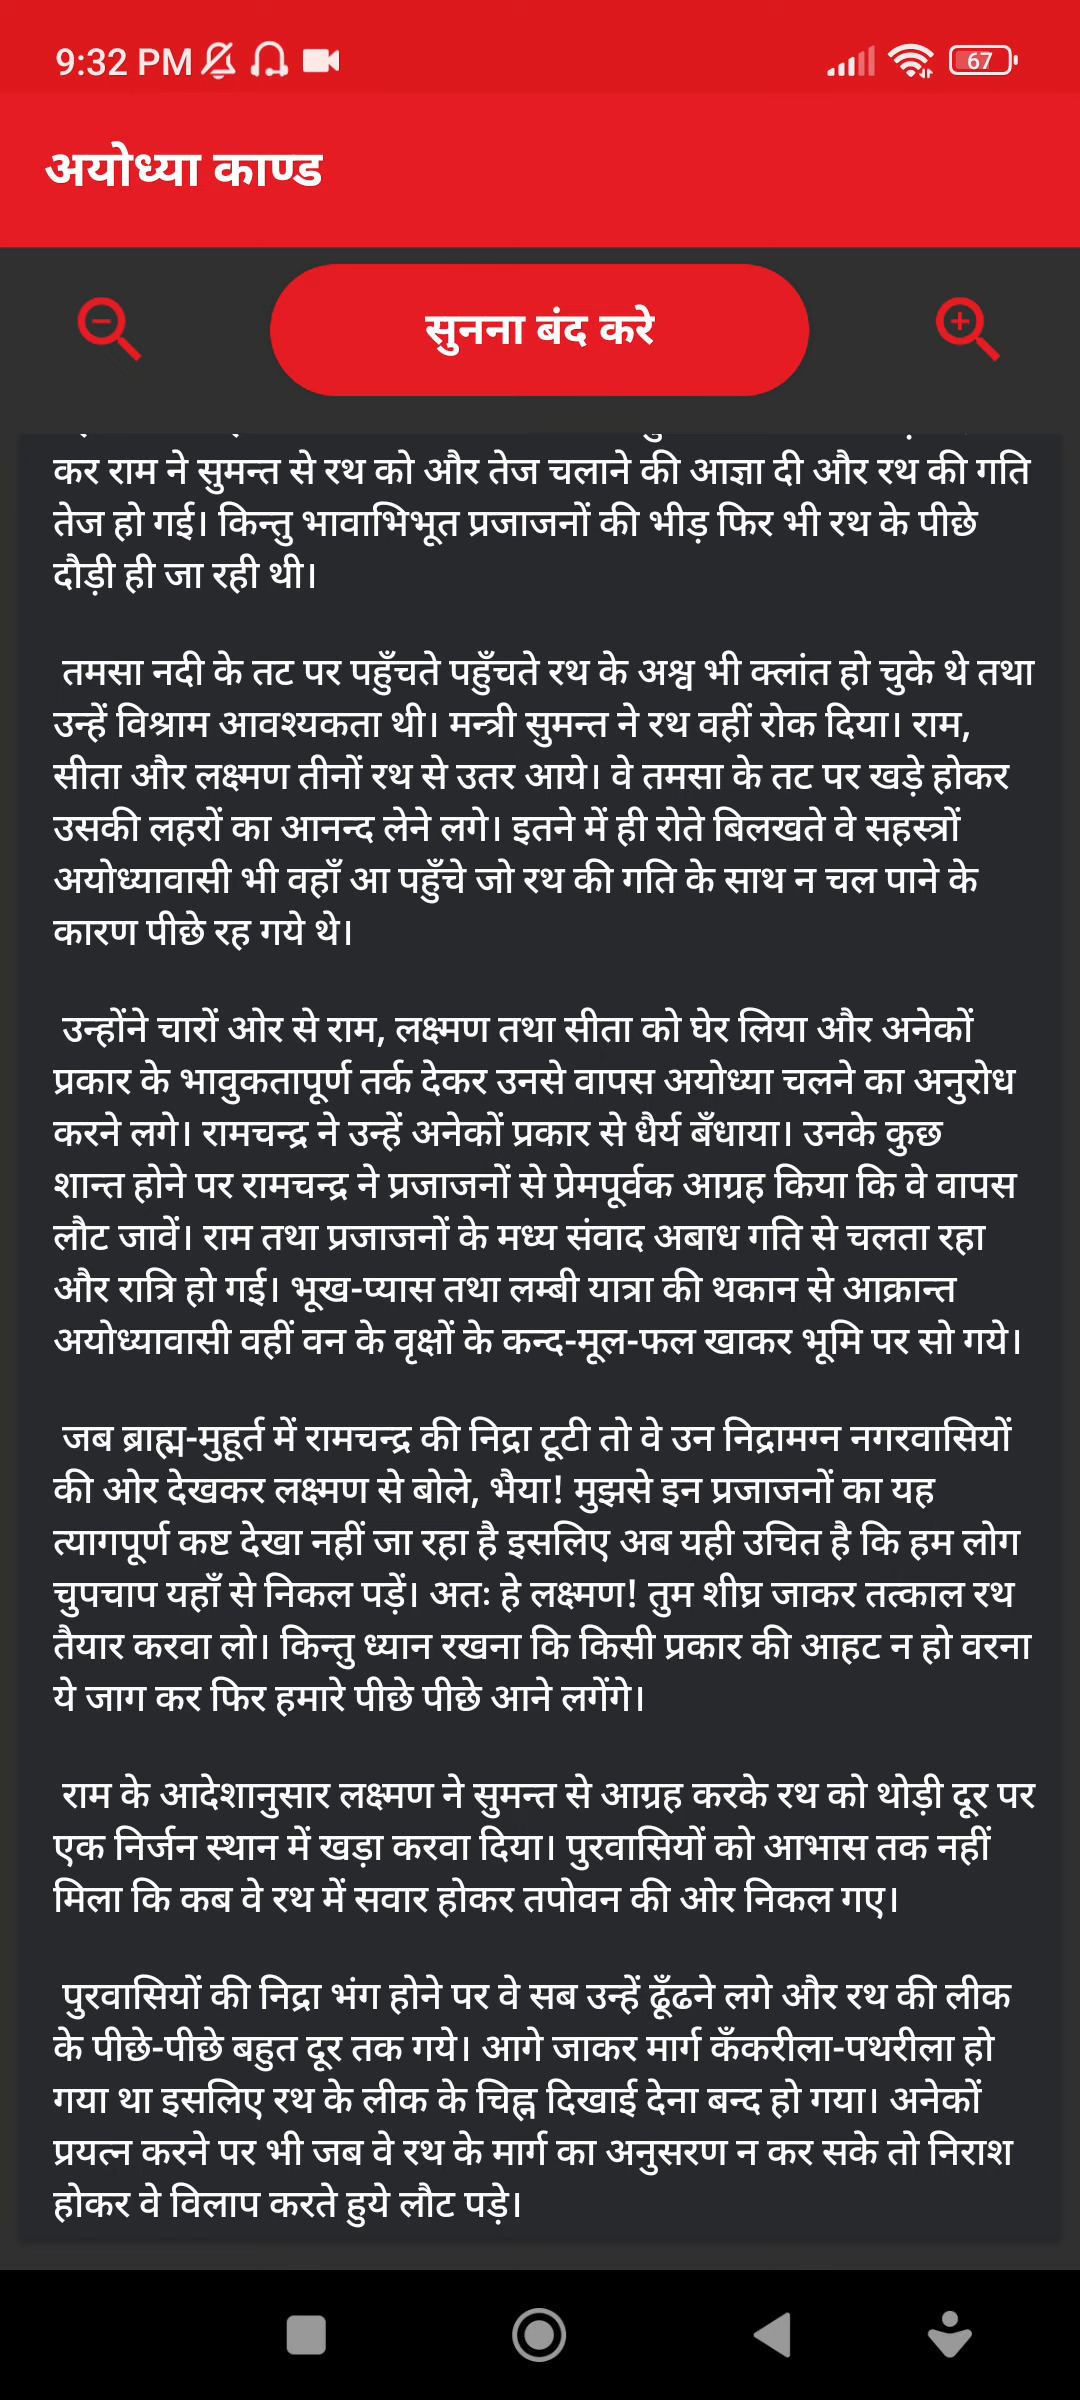 9:32 PM
67
अयोध्या काण्ड
सुनना बंद करे
कर राम ने सुमन्त से रथ को और तेज चलाने की आज्ञा दी और रथ की गति
तेज हो गई। किन्तु भावाभिभूत प्रजाजनों की भीड़ फिर भी रथ के पीछे
दौड़ी ही जा रही थी।
तमसा नदी के तट पर पहुँचते पहुँचते रथ के अश्व भी क्लांत हो चुके थे तथा
उन्हें विश्राम आवश्यकता थी। मन्त्री सुमन्त ने रथ वहीं रोक दिया। राम,
सीता और लक्ष्मण तीनों रथ से उतर आये। वे तमसा के तट पर खड़े होकर
उसकी लहरों का आनन्द लेने लगे। इतने में ही रोते बिलखते वे सहस्त्रों
अयोध्यावासी भी वहाँ आ पहुँचे जो रथ की गति के साथ न चल पाने के
कारण पीछे रह गये थे।
उन्होंने चारों ओर से राम, लक्ष्मण तथा सीता को घेर लिया और अनेकों
प्रकार के भावुकतापूर्ण तर्क देकर उनसे वापस अयोध्या चलने का अनुरोध
करने लगे। रामचन्द्र ने उन्हें अनेकों प्रकार से धैर्य बँधाया। उनके कुछ
शान्त होने पर रामचन्द्र ने प्रजाजनों से प्रेमपूर्वक आग्रह किया कि वे वापस
लौट जावें। राम तथा प्रजाजनों के मध्य संवाद अबाध गति से चलता रहा
और रात्रि हो गई। भूख-प्यास तथा लम्बी यात्रा की थकान से आक्रान्त
अयोध्यावासी वहीं वन के वृक्षों के कन्द-मूल-फल खाकर भूमि पर सो गये।
जब ब्राह्म-मुहूर्त में रामचन्द्र की निद्रा टूटी तो वे उन निद्रामग्न नगरवासियों
की ओर देखकर लक्ष्मण से बोले, भैया! मुझसे इन प्रजाजनों का यह
त्यागपूर्ण कष्ट देखा नहीं जा रहा है इसलिए अब यही उचित है कि हम लोग
चुपचाप यहाँ से निकल पड़ें। अतः हे लक्ष्मण! तुम शीघ्र जाकर तत्काल रथ
तैयार करवा लो। किन्तु ध्यान रखना कि किसी प्रकार की आहट न हो वरना
ये जाग कर फिर हमारे पीछे पीछे आने लगेंगे।
राम के आदेशानुसार लक्ष्मण ने सुमन्त से आग्रह करके रथ को थोड़ी दूर पर
एक निर्जन स्थान में खड़ा करवा दिया। पुरवासियों को आभास तक नहीं
मिला कि कब वे रथ में सवार होकर तपोवन की ओर निकल गए।
पुरवासियों की निद्रा भंग होने पर वे सब उन्हें ढूँढने लगे और रथ की लीक
के पीछे-पीछे बहुत दूर तक गये। आगे जाकर मार्ग कँकरीला-पथरीला हो
गया था इसलिए रथ के लीक के चिह्न दिखाई देना बन्द हो गया। अनेकों
प्रयत्न करने पर भी जब वे रथ के मार्ग का अनुसरण न कर सके तो निराश
होकर वे विलाप करते हुये लौट पड़े।